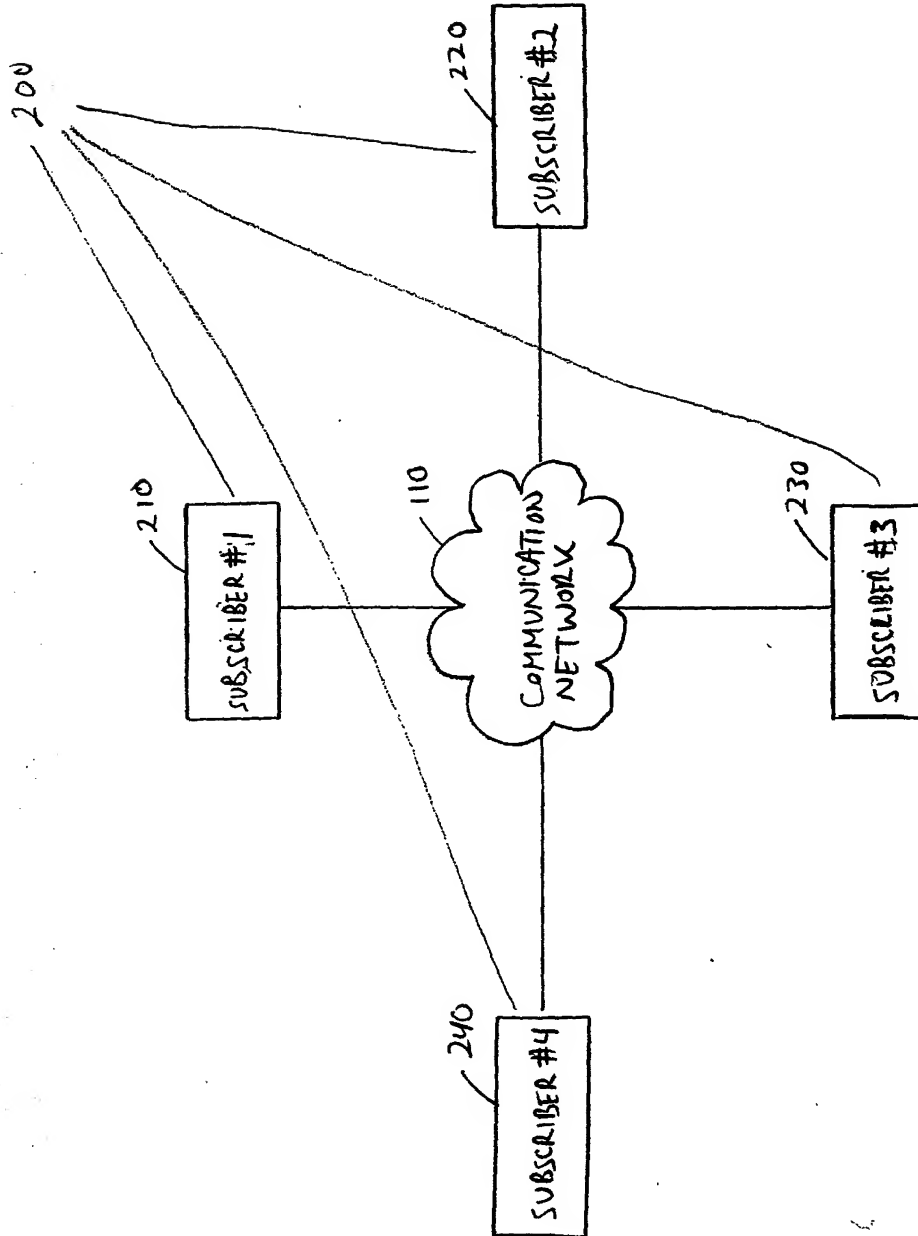 200
210
SUBSCRIBER #1
240
SUBSCRIBER #4
110
COMMUNICATION
NETWORK
220
SUBSCRIBER #2
230
SUBSCRIBER #3